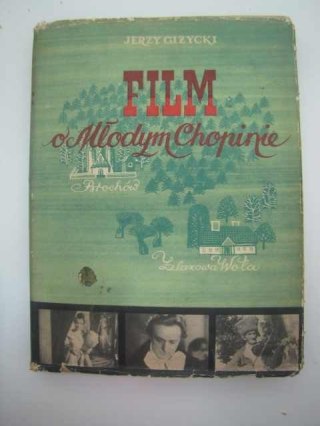 JERZY GIŻYCKI
FILM
o Młodym Chopinie
Brochów
Żelazowa Wola